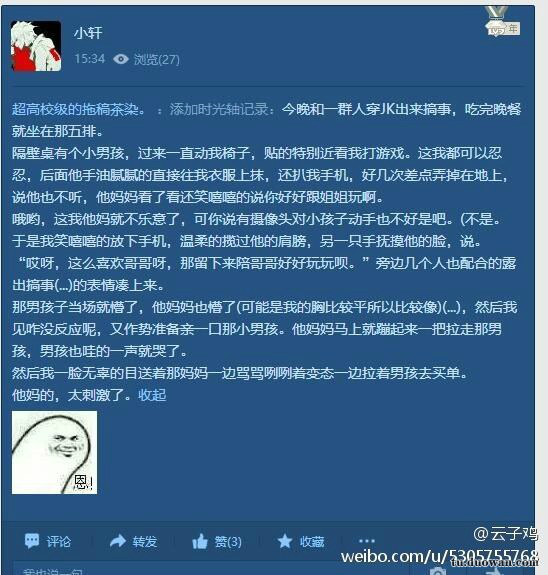 小轩
15:34 浏览(27)
超高校级的拖稿茶染。 : 添加时光轴记录: 今晚和一群人穿JK出来搞事，吃完晚餐
就坐在那五排。
隔壁桌有个小男孩，过来一直动我椅子，贴的特别近看我打游戏。这我都可以忍
忍，后面他手油腻腻的直接往我衣服上抹，还扒我手机，好几次差点弄掉在地上，
说他也不听，他妈妈看了看还笑嘻嘻的说你好好跟姐姐玩啊。
哦哟，这我他妈就不乐意了，可你说有摄像头对小孩子动手也不好是吧。(不是。
于是我笑嘻嘻的放下手机，温柔的揽过他的肩膀，另一只手抚摸他的脸，说。
“哎呀，这么喜欢哥哥呀，那留下来陪哥哥好好玩玩呗。”旁边几个人也配合的露
出搞事(...)的表情凑上来。
那男孩子当场就懵了，他妈妈也懵了(可能是我的胸比较平所以比较像)(...)，然后我
见咋没反应呢，又作势准备亲一口那小男孩。他妈妈马上就蹦起来一把拉走那男
孩，男孩也哇的一声就哭了。
然后我一脸无辜的目送着那妈妈一边骂骂咧咧着变态一边拉着男孩去买单。
他妈的，太刺激了。收起
恩!
评论 转发 赞(3) 收藏 ...
@云子鸡
weibo.com/u/5305755768
我也说一句